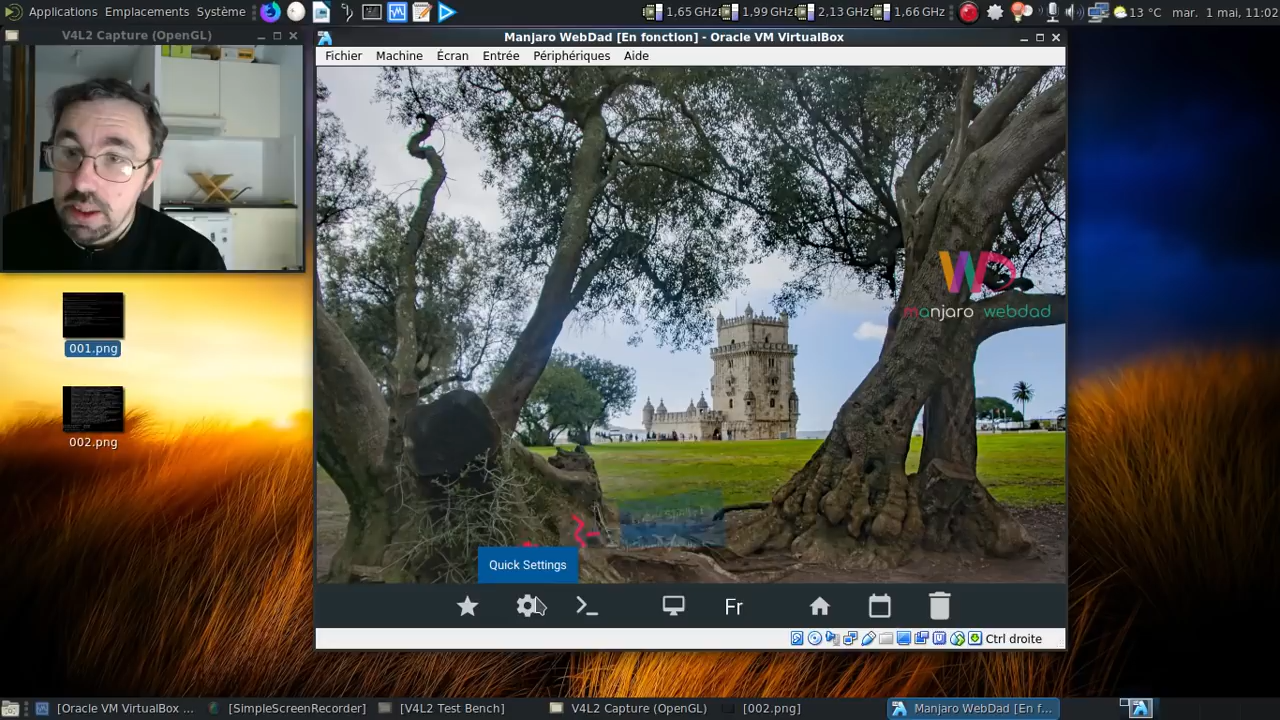 Applications Emplacements Système
1,65 GHz 1,99 GHz 2,13 GHz 1,66 GHz 13 °C mar. 1 mai, 11:02
V4L2 Capture (OpenGL)
Manjaro WebDad [En fonction] - Oracle VM VirtualBox
Fichier Machine Écran Entrée Périphériques Aide
WD
manjaro webdad
001.png
002.png
Quick Settings
Fr
Ctrl droite
[Oracle VM VirtualBox ... [SimpleScreenRecorder] [V4L2 Test Bench] V4L2 Capture (OpenGL) [002.png] Manjaro WebDad [En f...